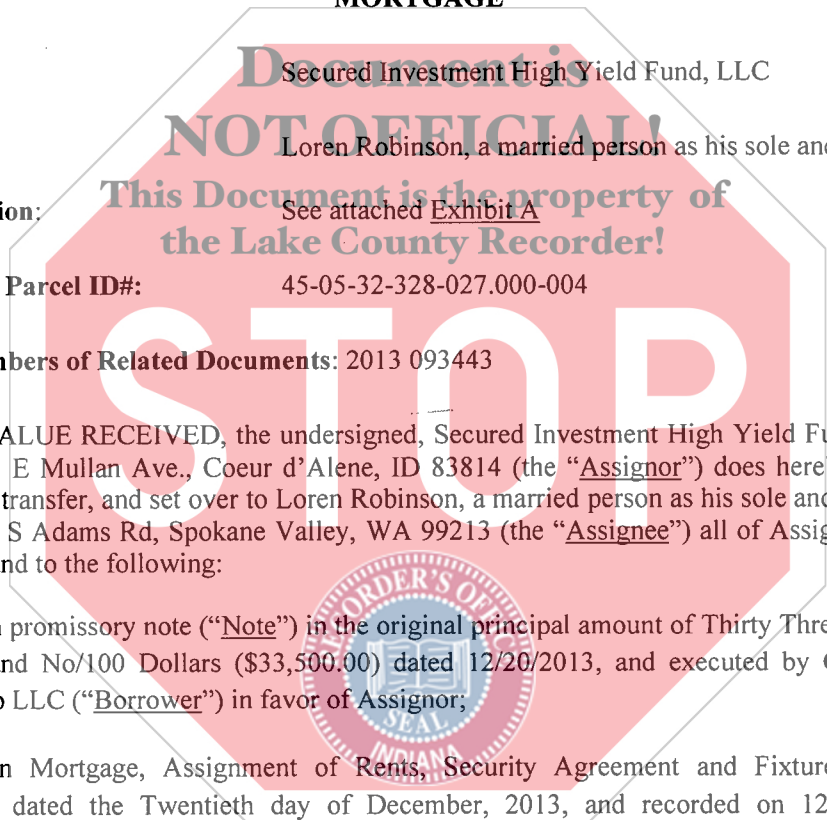 MORTGAGE
Document is
Secured Investment High Yield Fund, LLC
NOT OFFICIAL!
Loren Robinson, a married person as his sole and
This Document is the property of
ion: See attached Exhibit A
the Lake County Recorder!
Parcel ID#: 45-05-32-328-027.000-004
STOP
nbers of Related Documents: 2013 093443
ALUE RECEIVED, the undersigned, Secured Investment High Yield Fu
E Mullan Ave., Coeur d'Alene, ID 83814 (the "Assignor") does here
transfer, and set over to Loren Robinson, a married person as his sole and
S Adams Rd, Spokane Valley, WA 99213 (the "Assignee") all of Assig
nd to the following:
RECORDER'S OFFICE
promissory note ("Note") in the original principal amount of Thirty Thre
nd No/100 Dollars ($33,500.00) dated 12/20/2013, and executed by
LLC ("Borrower") in favor of Assignor;
SEAL
INDIANA
n Mortgage, Assignment of Rents, Security Agreement and Fixture
dated the Twentieth day of December, 2013, and recorded on 12